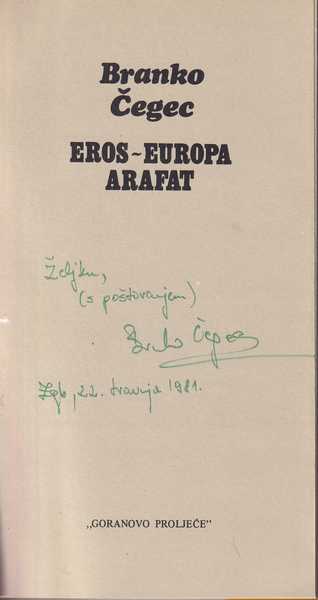 Branko
Čegec
EROS~EUROPA
ARAFAT
Željku,
(s poštovanjem)
Branko Čegec
Zgb, 22. travnja 1981.
„GORANOVO PROLJEĆE"